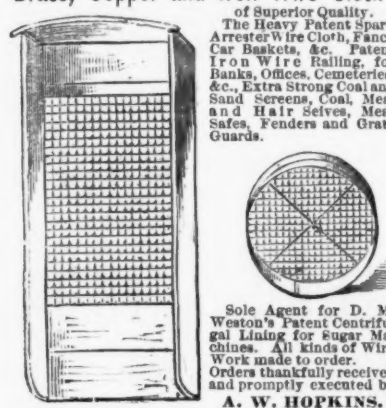 of Superior Quality.
The Heavy Patent Spar
Arrester Wire Cloth, Fanc
Car Baskets, &c. Paten
Iron Wire Railing, fo
Banks, Offices, Cemeterie
&c., Extra Strong Coal an
Sand Screens, Coal, Mea
and Hair Seives, Mea
Safes, Fenders and Grat
Guards.
Sole Agent for D. M
Weston's Patent Centrifu
gal Lining for Sugar Ma
chines. All kinds of Wir
Work made to order.
Orders thankfully receive
and promptly executed b
A. W. HOPKINS.